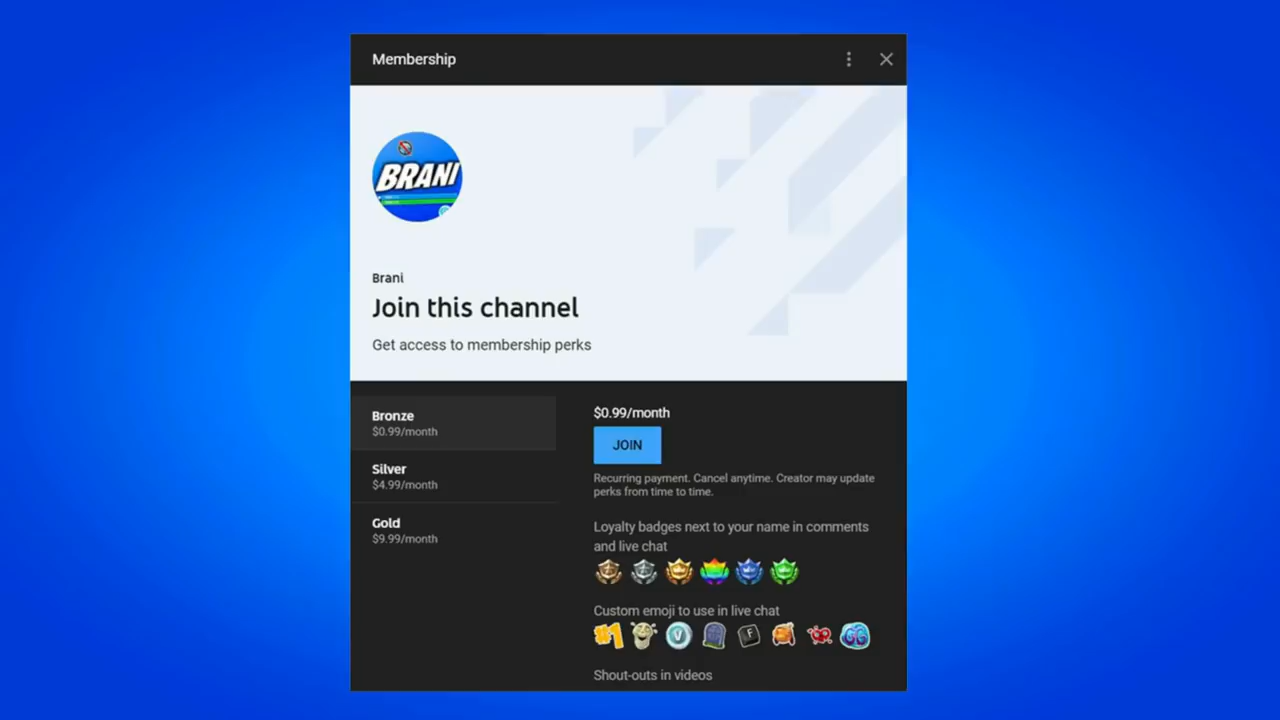 Membership
BRANI
Brani
Join this channel
Get access to membership perks
Bronze
$0.99/month
Silver
$4.99/month
Gold
$9.99/month
$0.99/month
JOIN
Recurring payment. Cancel anytime. Creator may update
perks from time to time.
Loyalty badges next to your name in comments
and live chat
Custom emoji to use in live chat
#1 V F GG
Shout-outs in videos